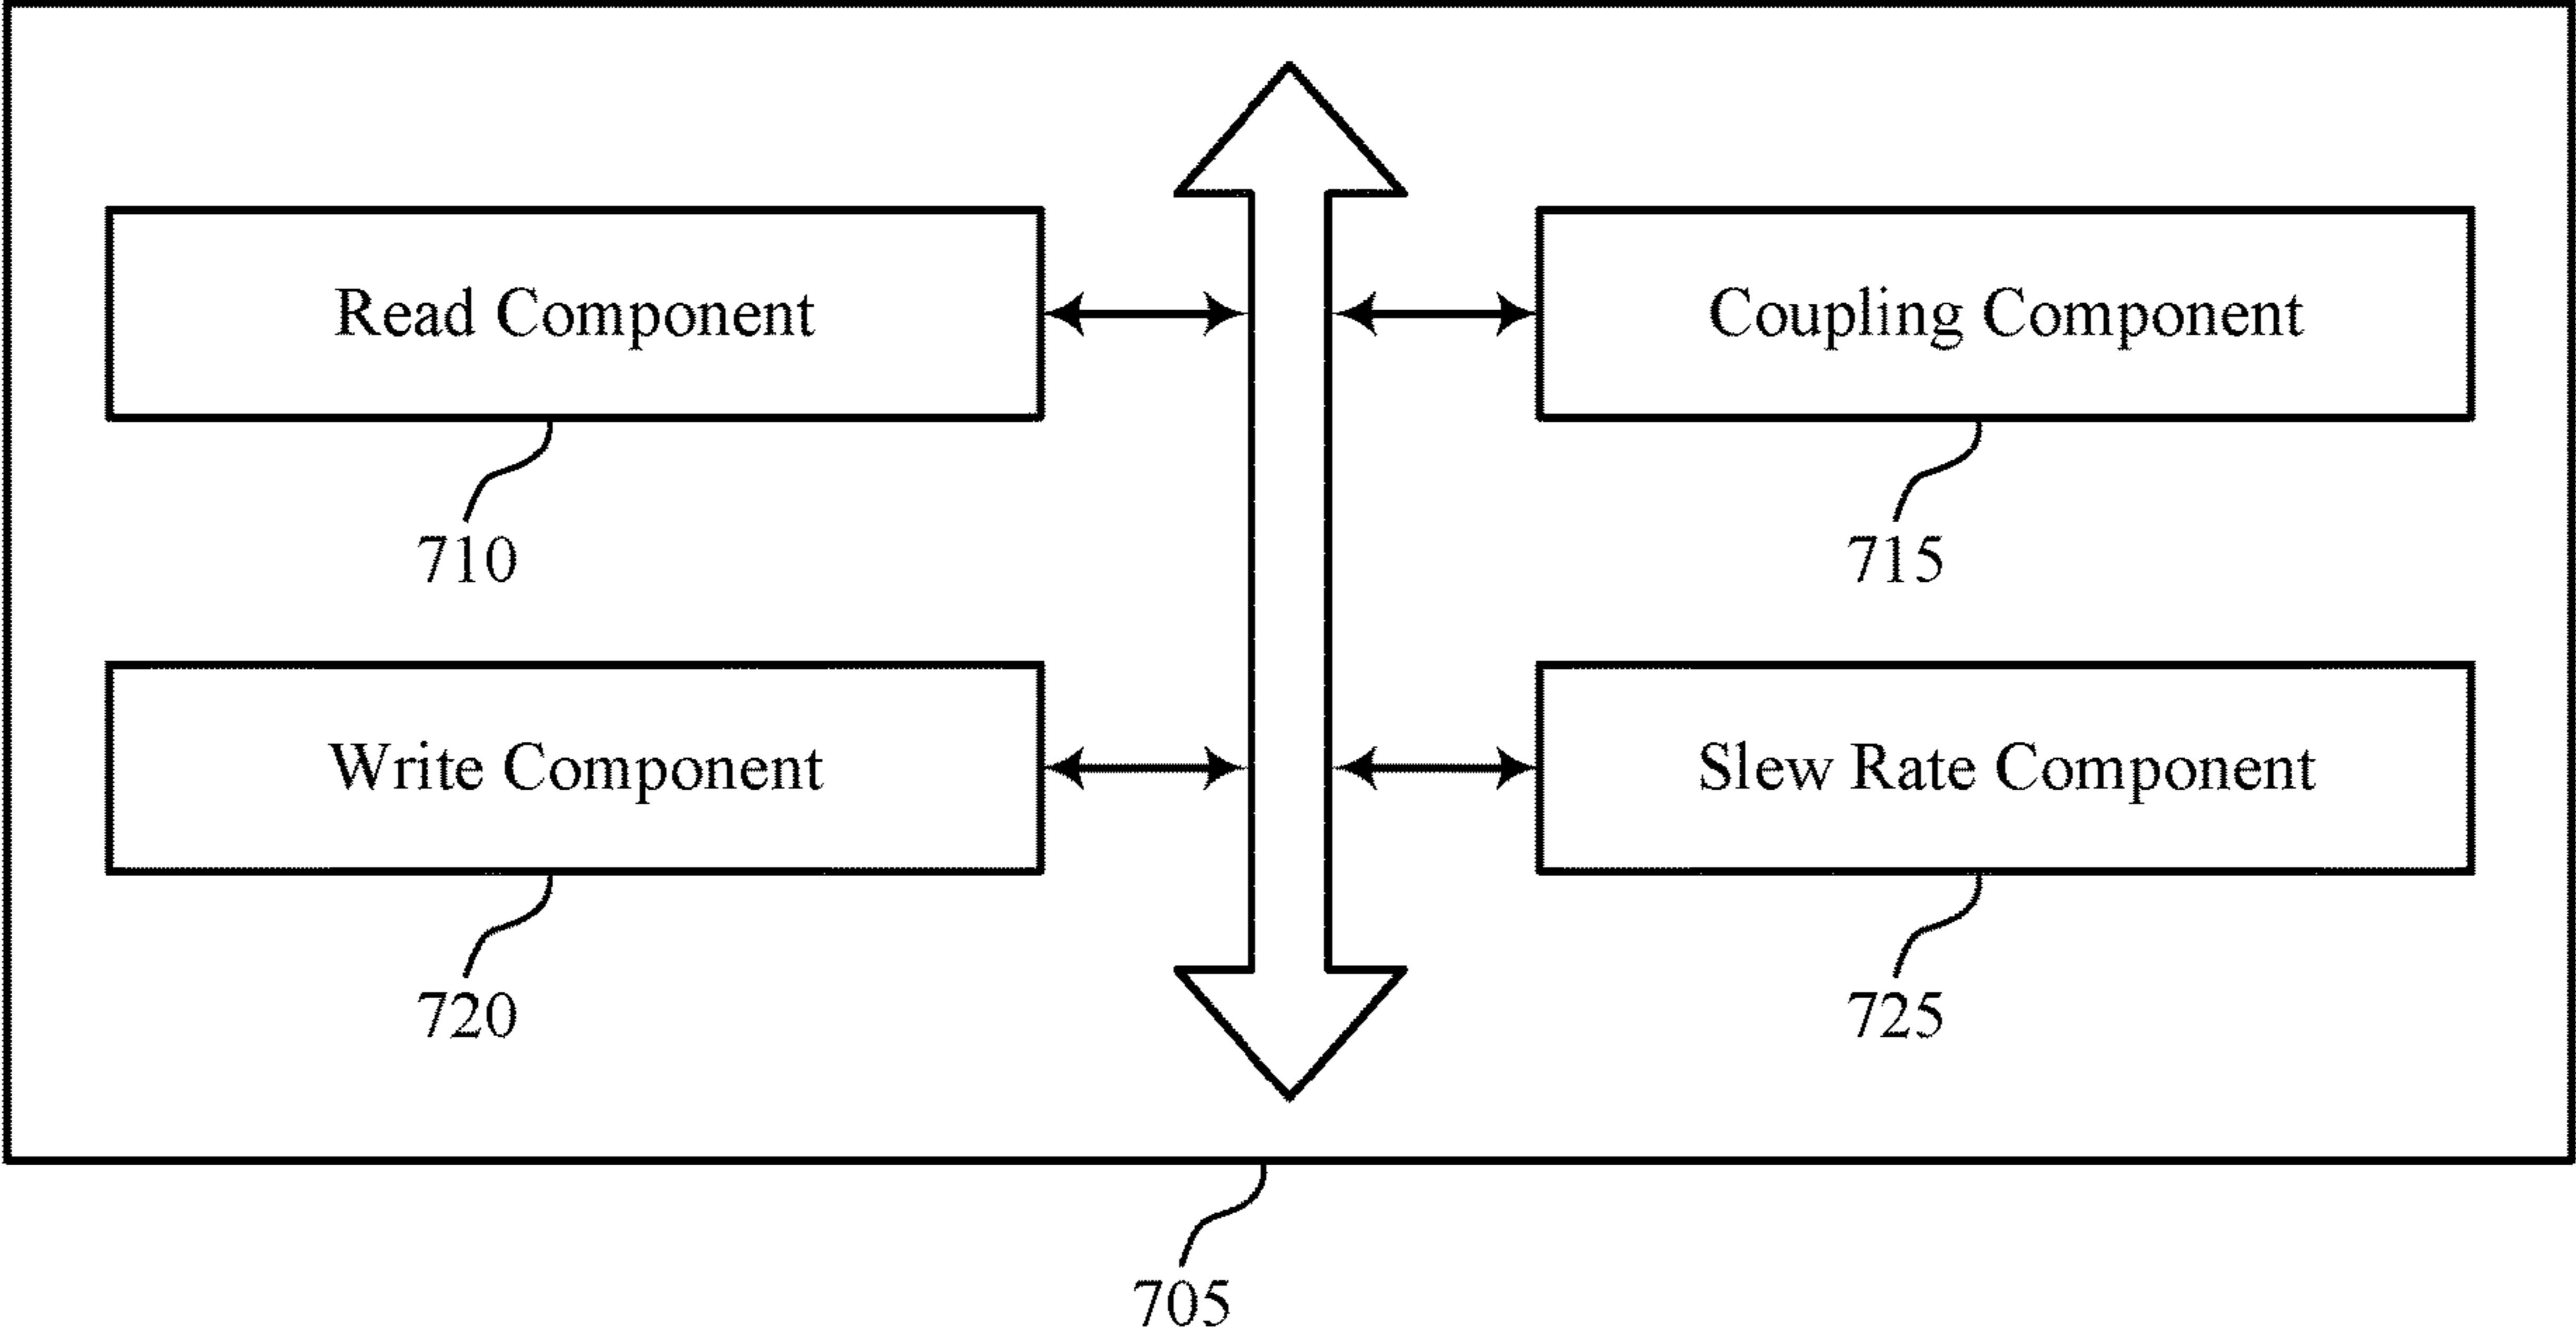 Read Component
Coupling Component
710
715
Write Component
Slew Rate Component
720
725
705